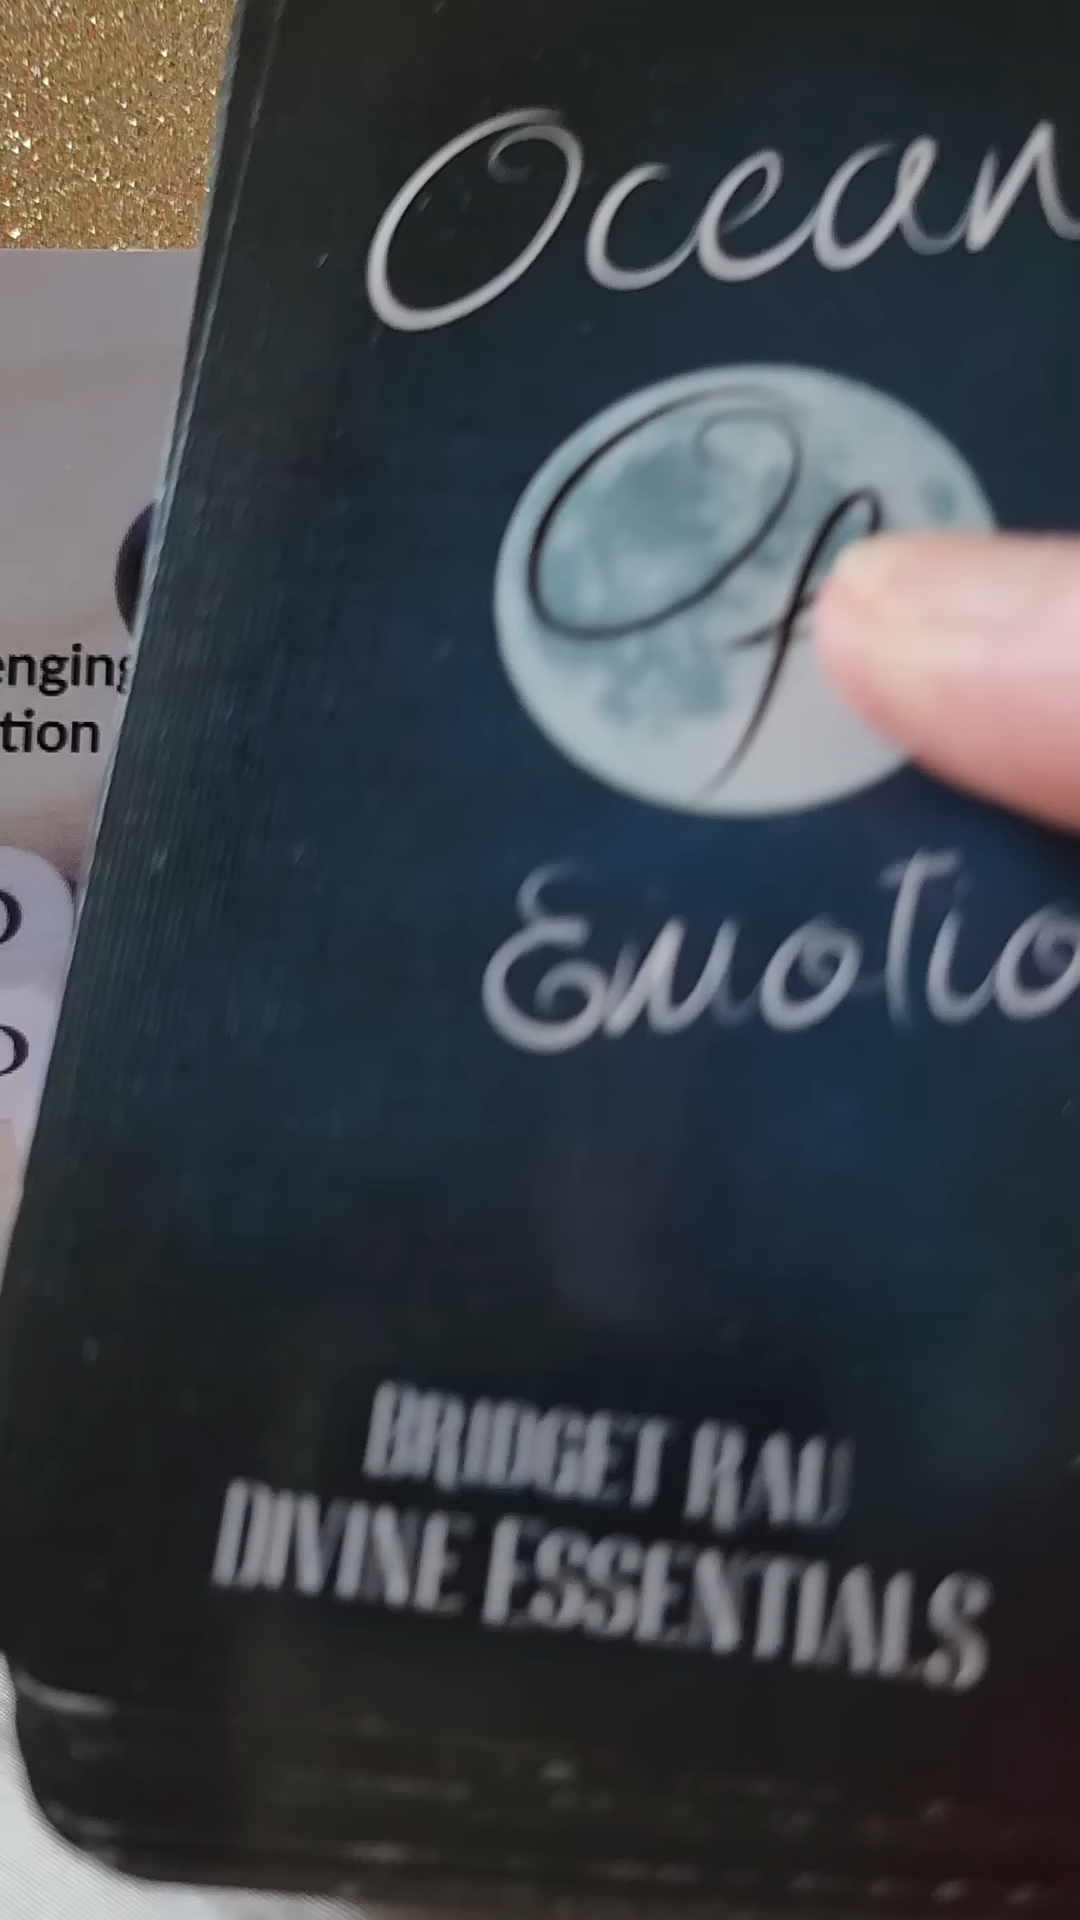 Ocean
Of
Emotio
BRIDGET RAU
DIVINE ESSENTIALS
enging
tion